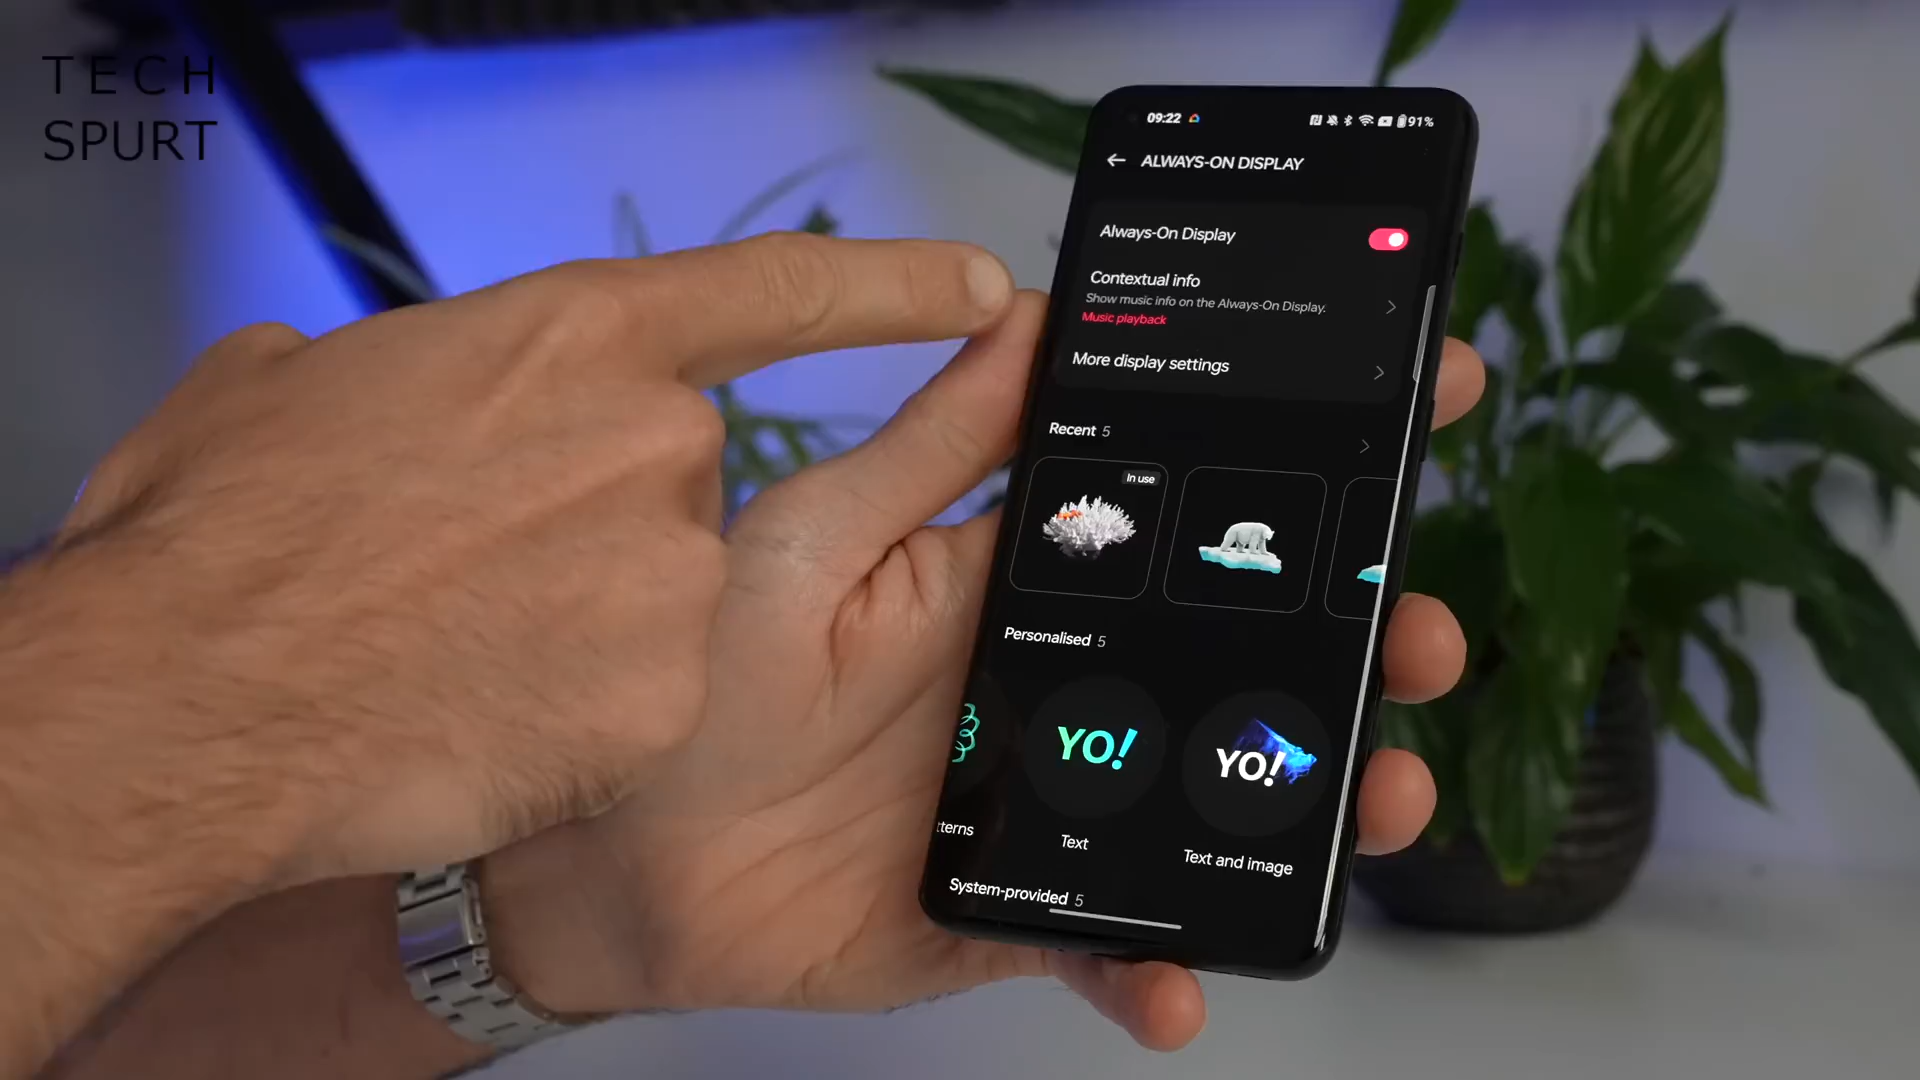 TECH
SPURT
09:22
91%
ALWAYS-ON DISPLAY
Always-On Display
Contextual info
Show music info on the Always-On Display.
Music playback
More display settings
Recent 5
In use
Personalised 5
YO!
YO!
tterns
Text
Text and image
System-provided 5